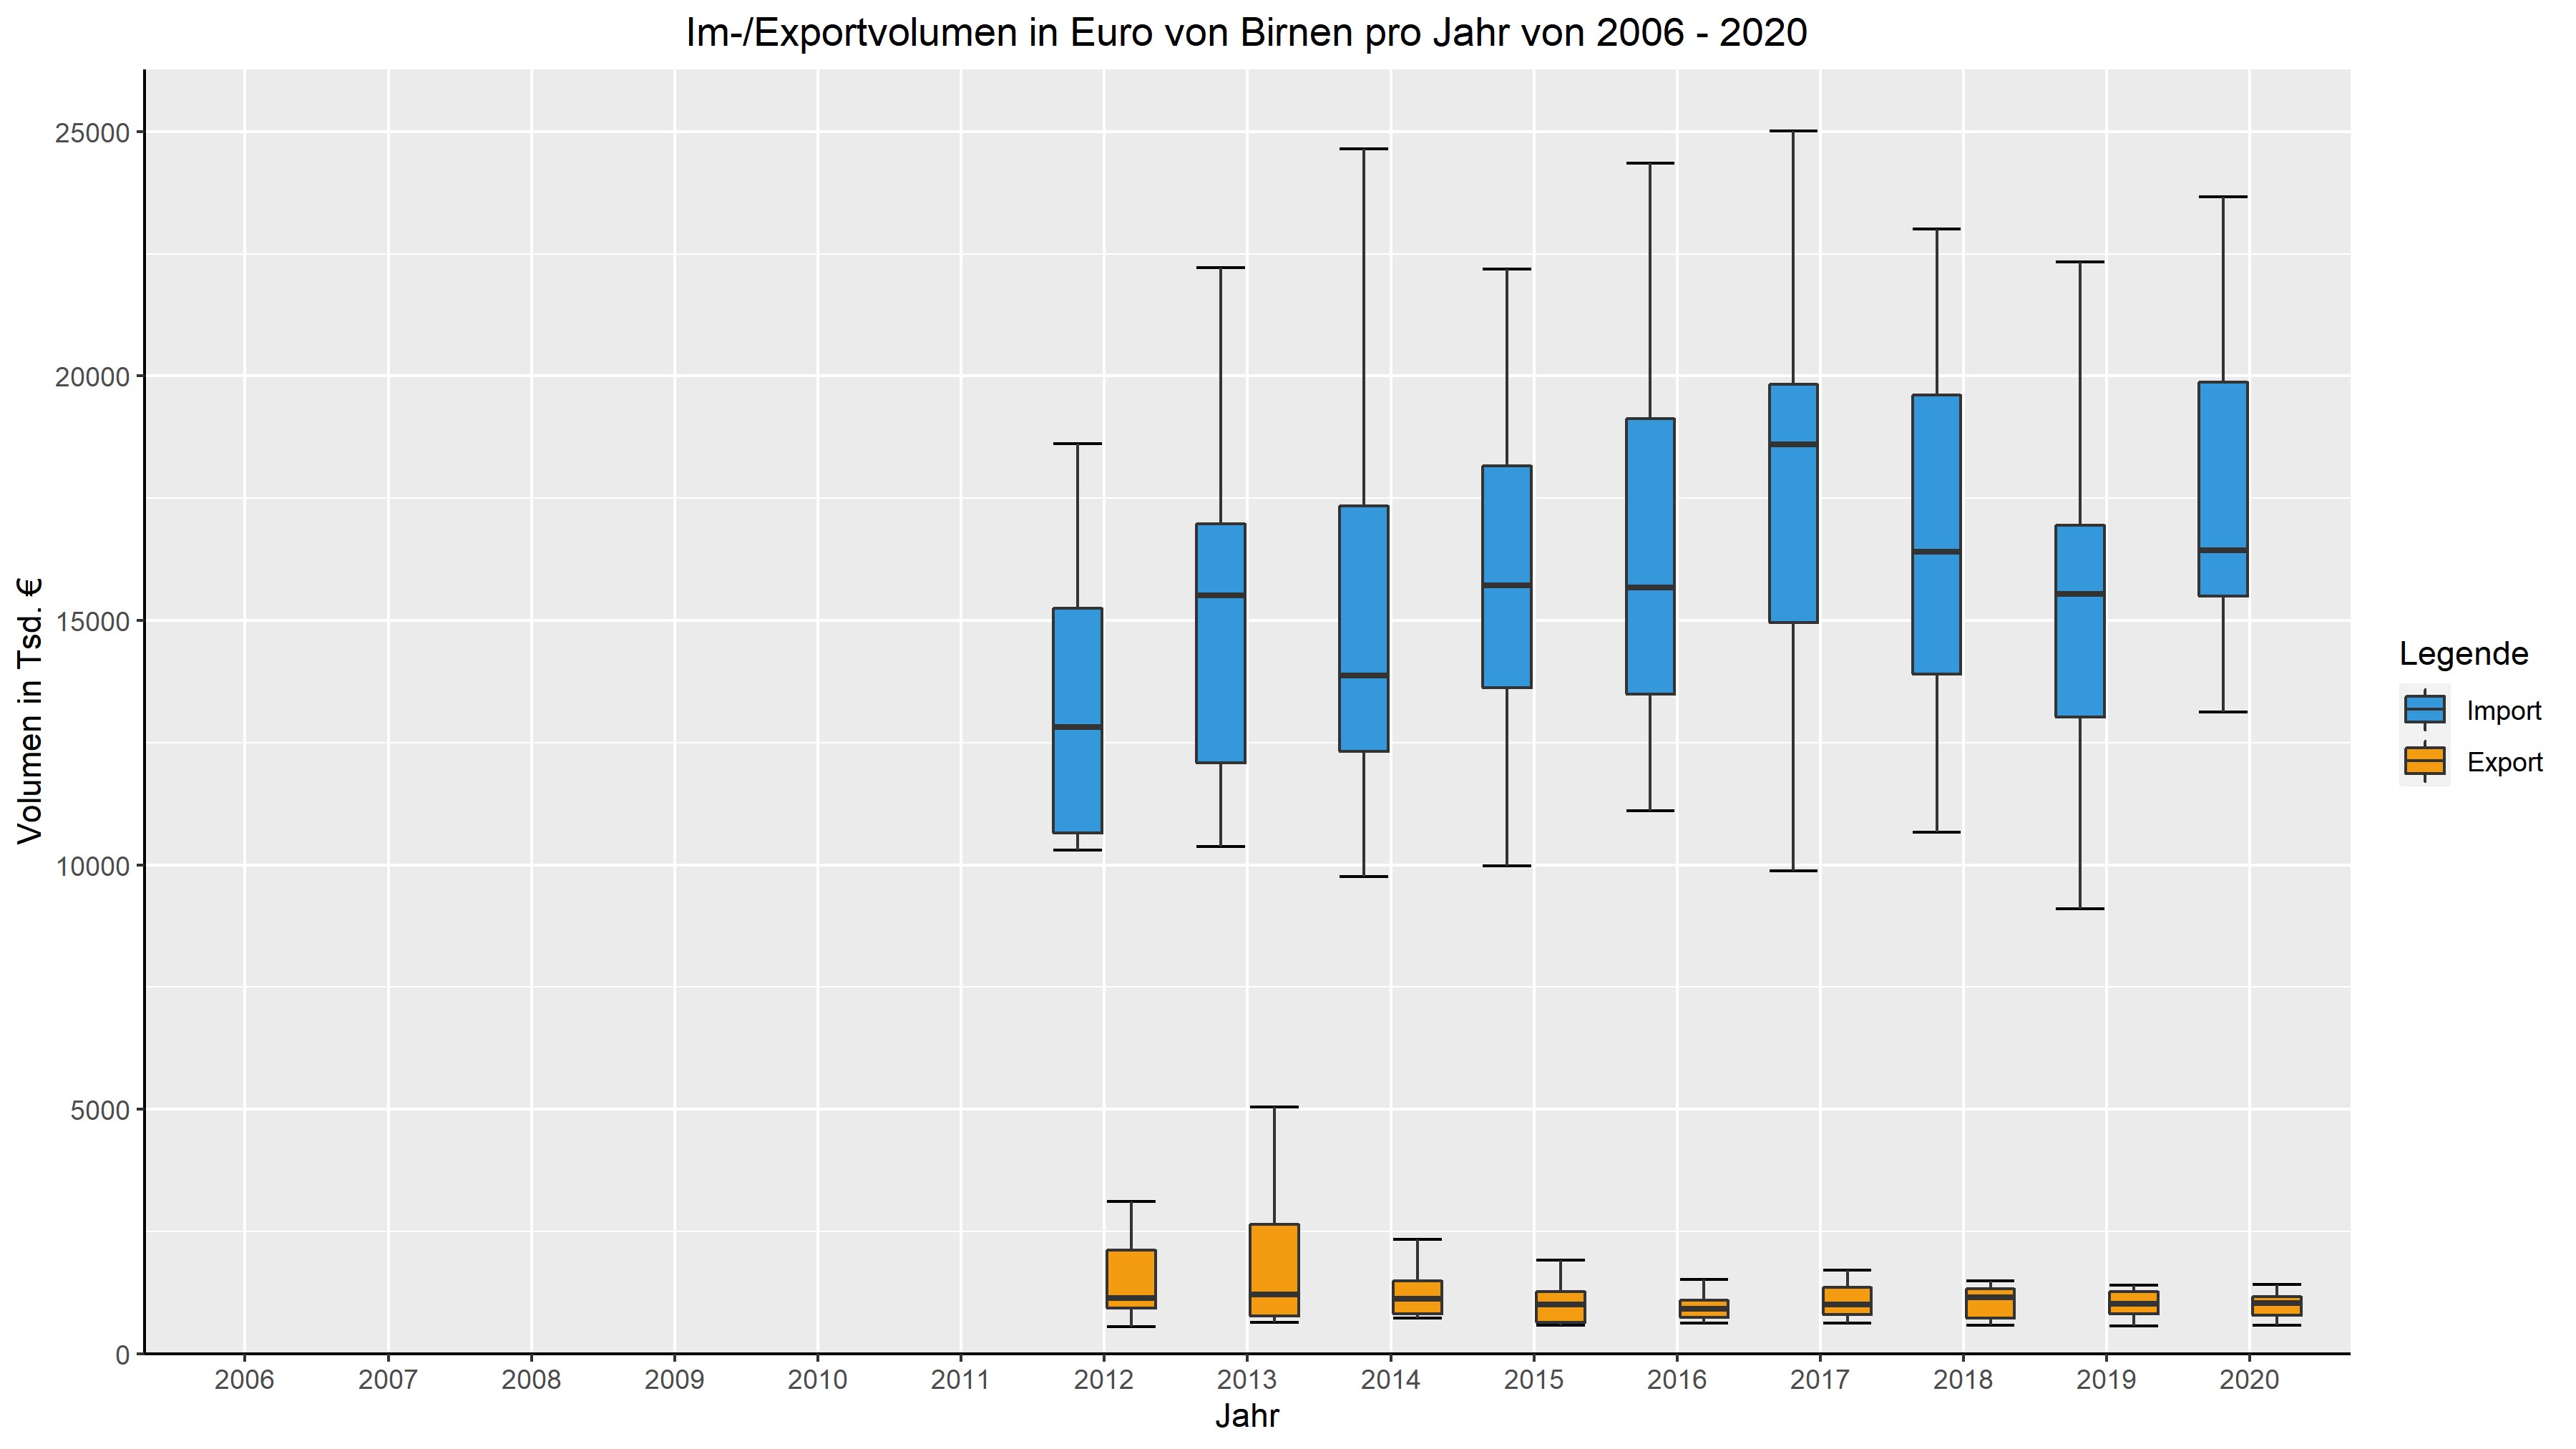 Im-/Exportvolumen in Euro von Birnen pro Jahr von 2006 - 2020
Volumen in Tsd. €
25000
20000
15000
10000
5000
0
2006 2007 2008 2009 2010 2011 2012 2013 2014 2015 2016 2017 2018 2019 2020
Jahr
Legende
Import
Export